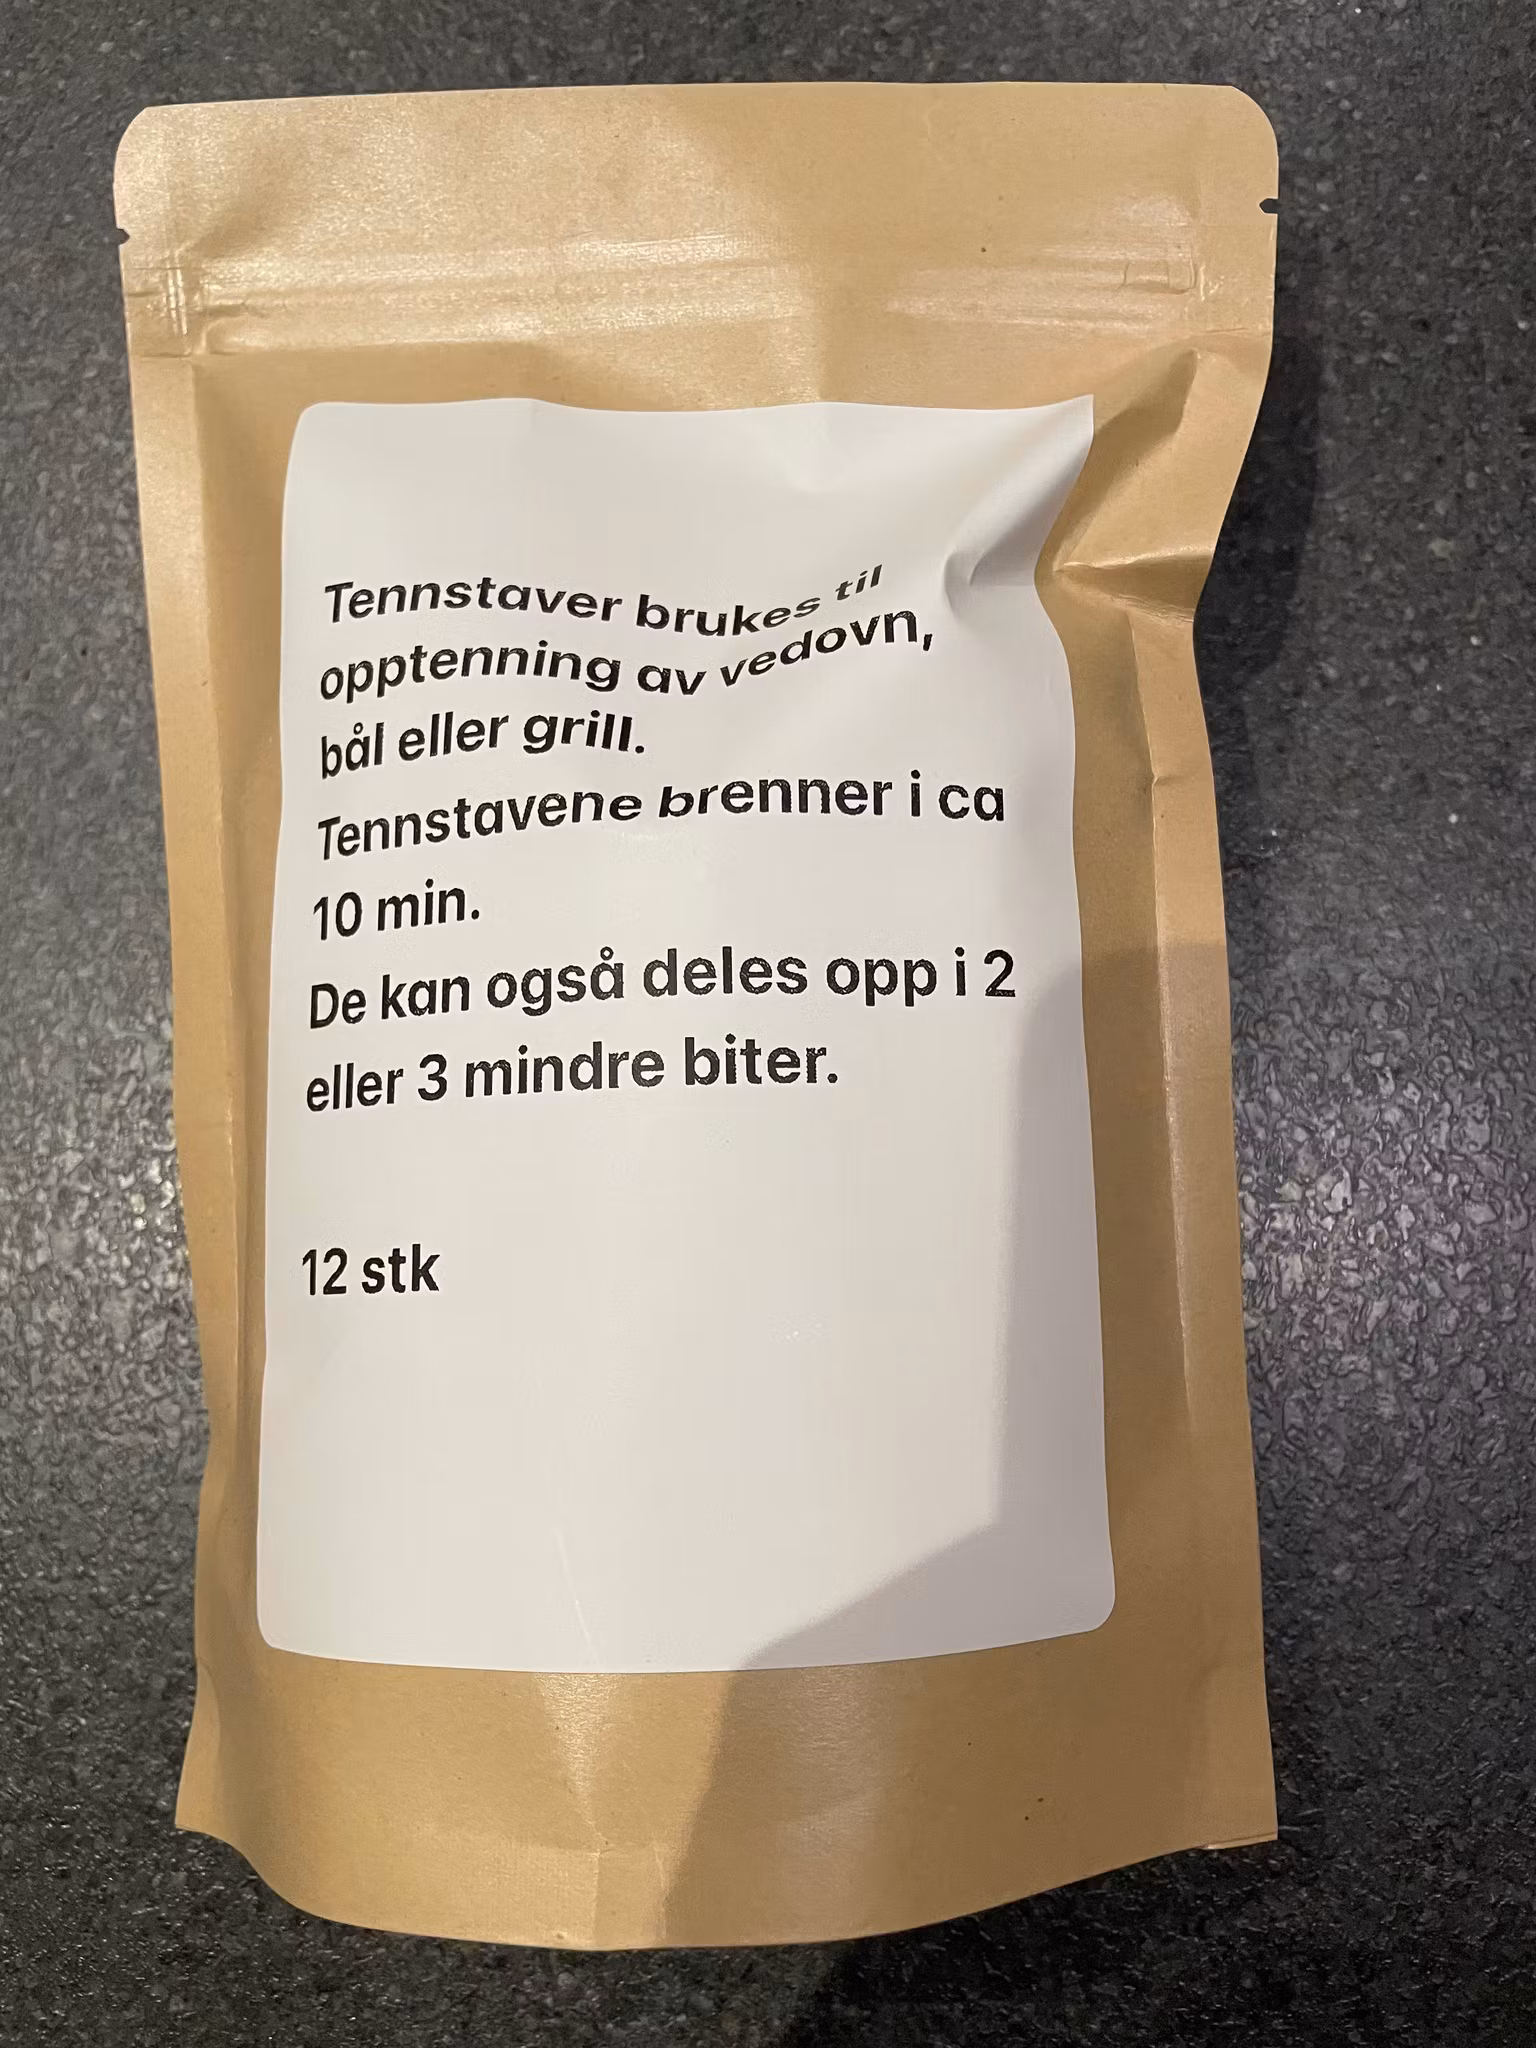 Tennstaver brukes til
opptenning av vedovn,
bål eller grill.
Tennstavene brenner i ca
10 min.
De kan også deles opp i 2
eller 3 mindre biter.
12 stk